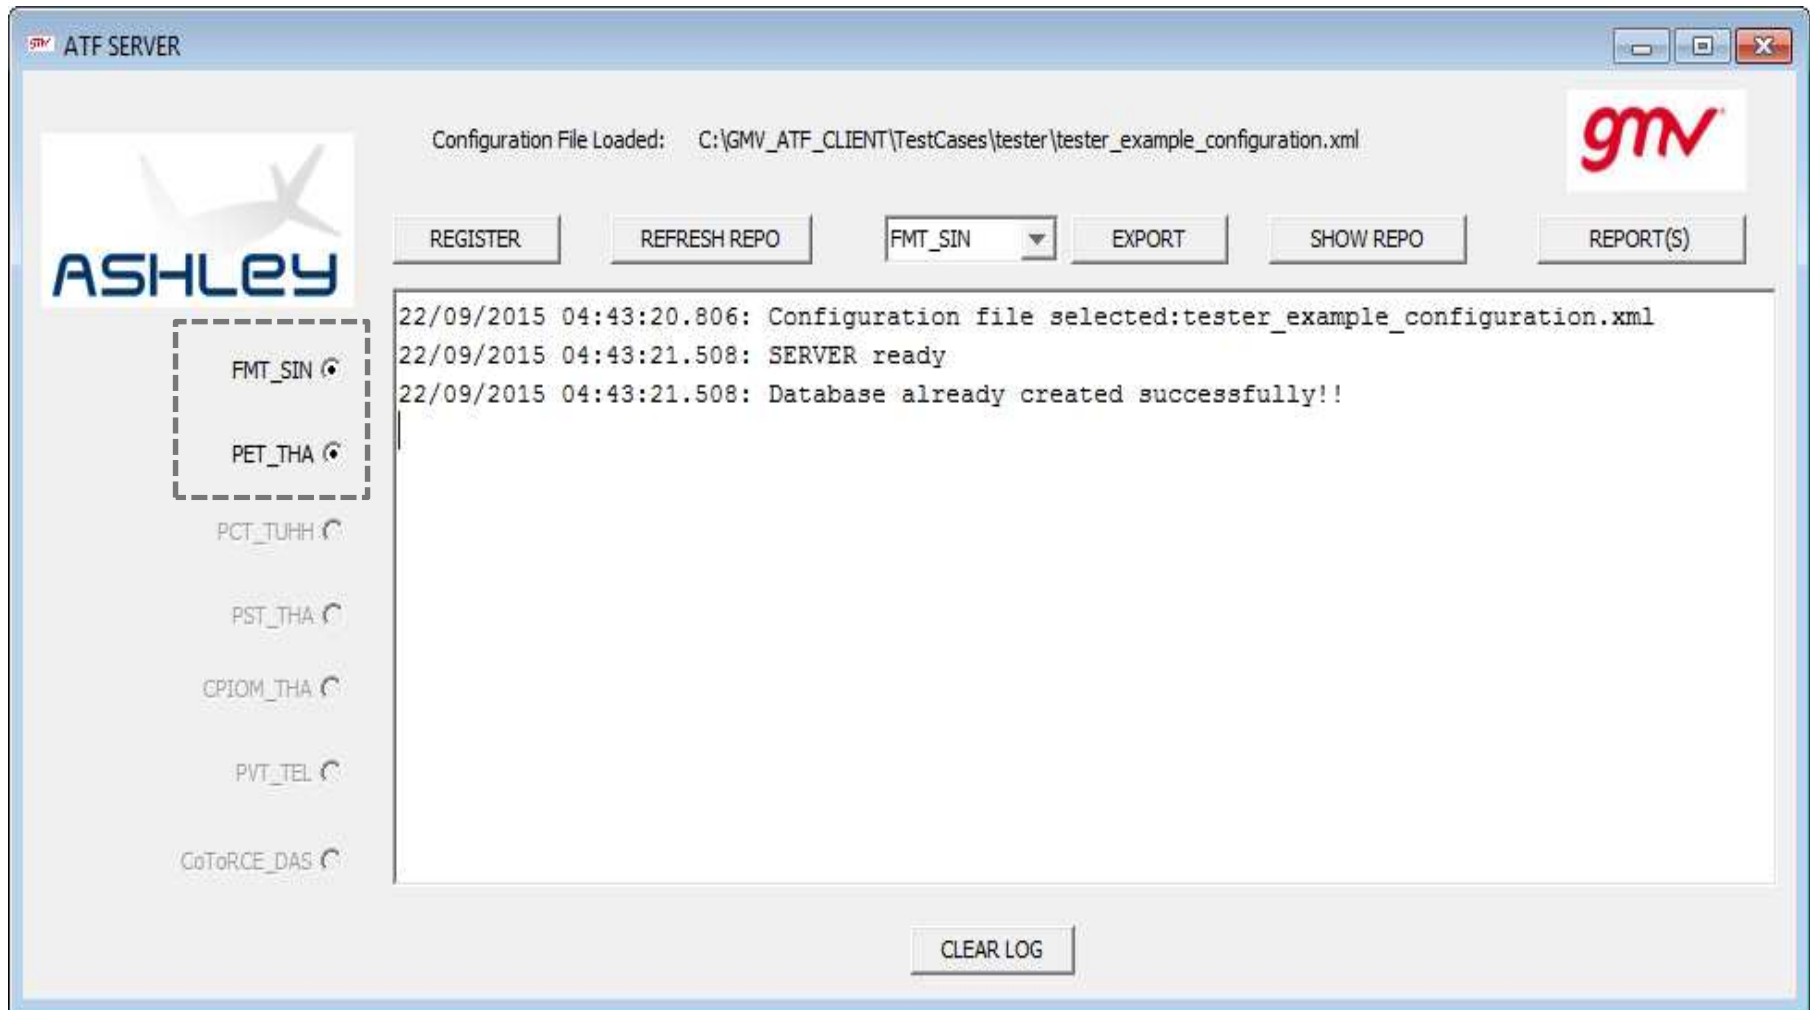 gmv ATF SERVER
Configuration File Loaded: C:\GMV_ATF_CLIENT\TestCases\tester\tester_example_configuration.xml
gmv
ASHLEY
REGISTER REFRESH REPO FMT_SIN EXPORT SHOW REPO REPORT(S)
22/09/2015 04:43:20.806: Configuration file selected:tester_example_configuration.xml
22/09/2015 04:43:21.508: SERVER ready
22/09/2015 04:43:21.508: Database already created successfully!!
FMT_SIN
PET_THA
PCT_TUHH
PST_THA
CPIOM_THA
PVT_TEL
CoToRCE_DAS
CLEAR LOG